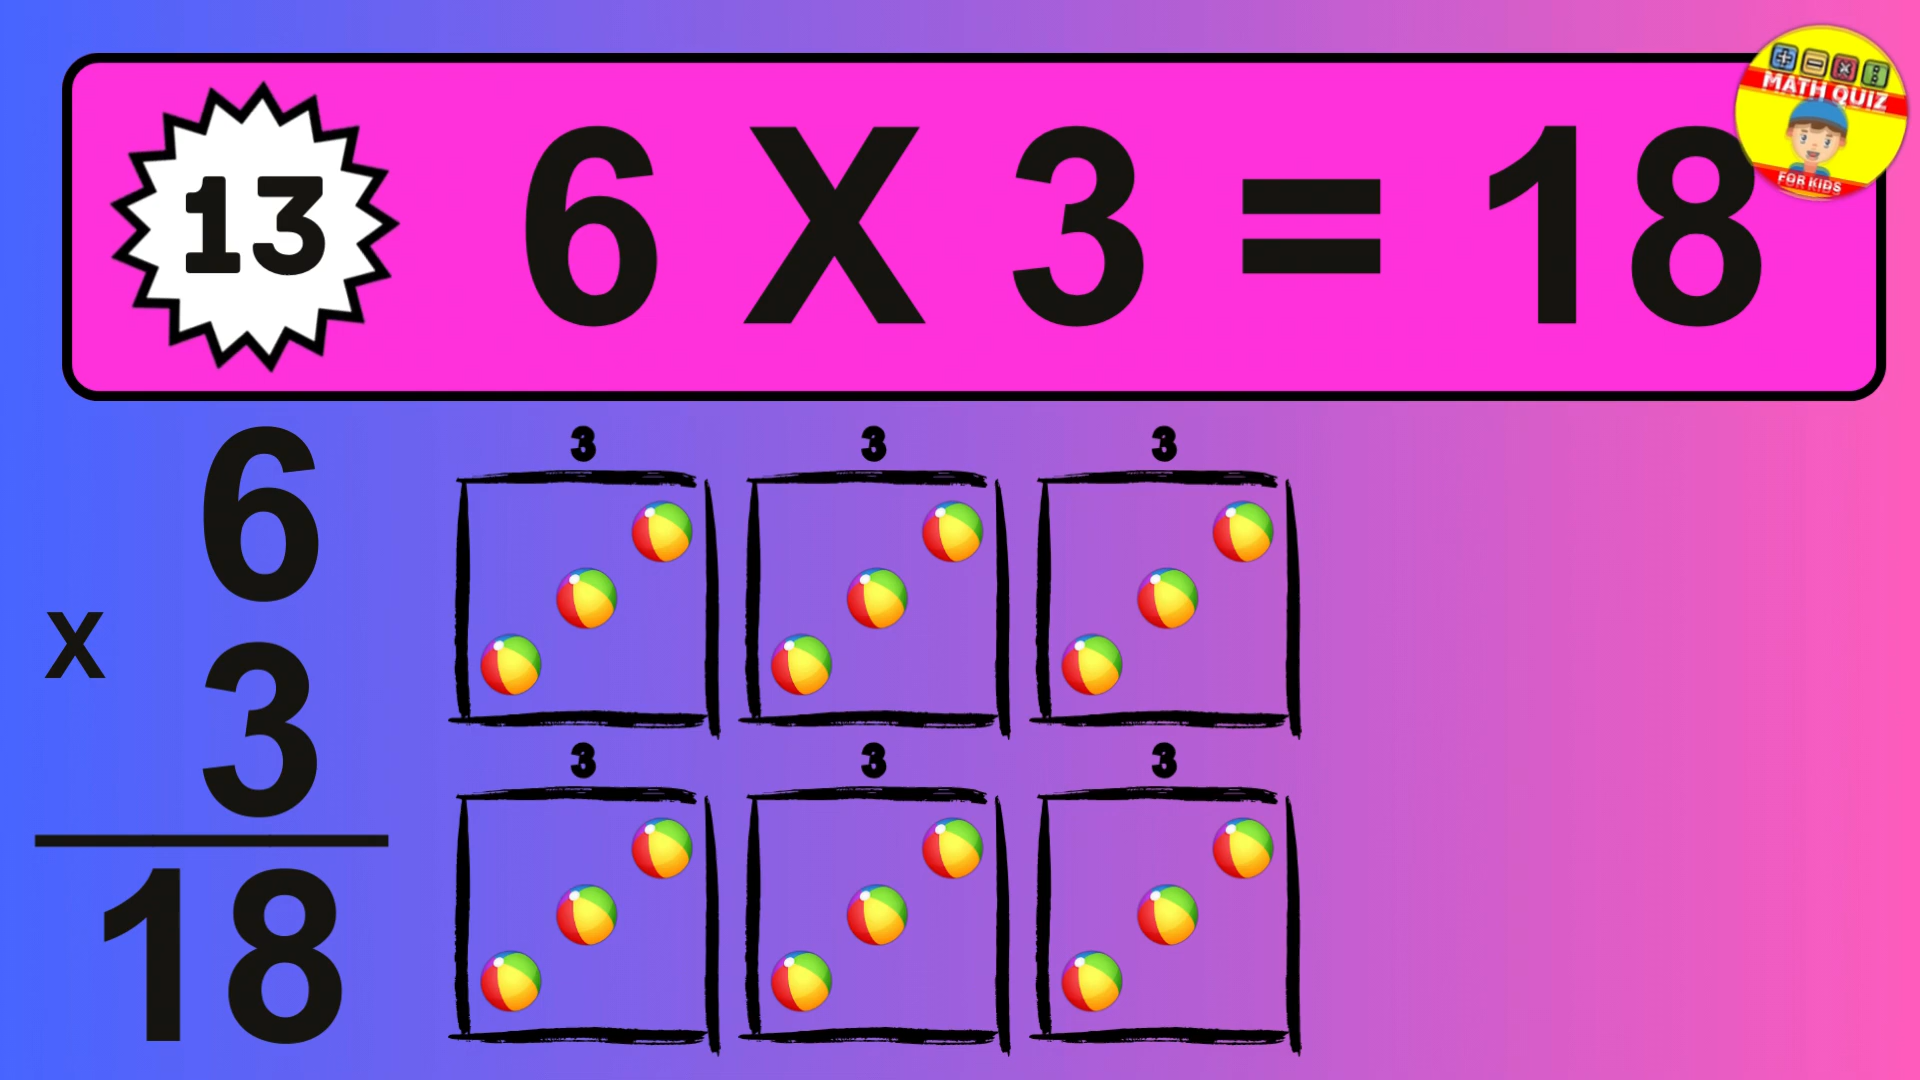 13
6 X 3 = 18
MATH QUIZ
FOR KIDS
6
x
3
18
3 3 3
3 3 3